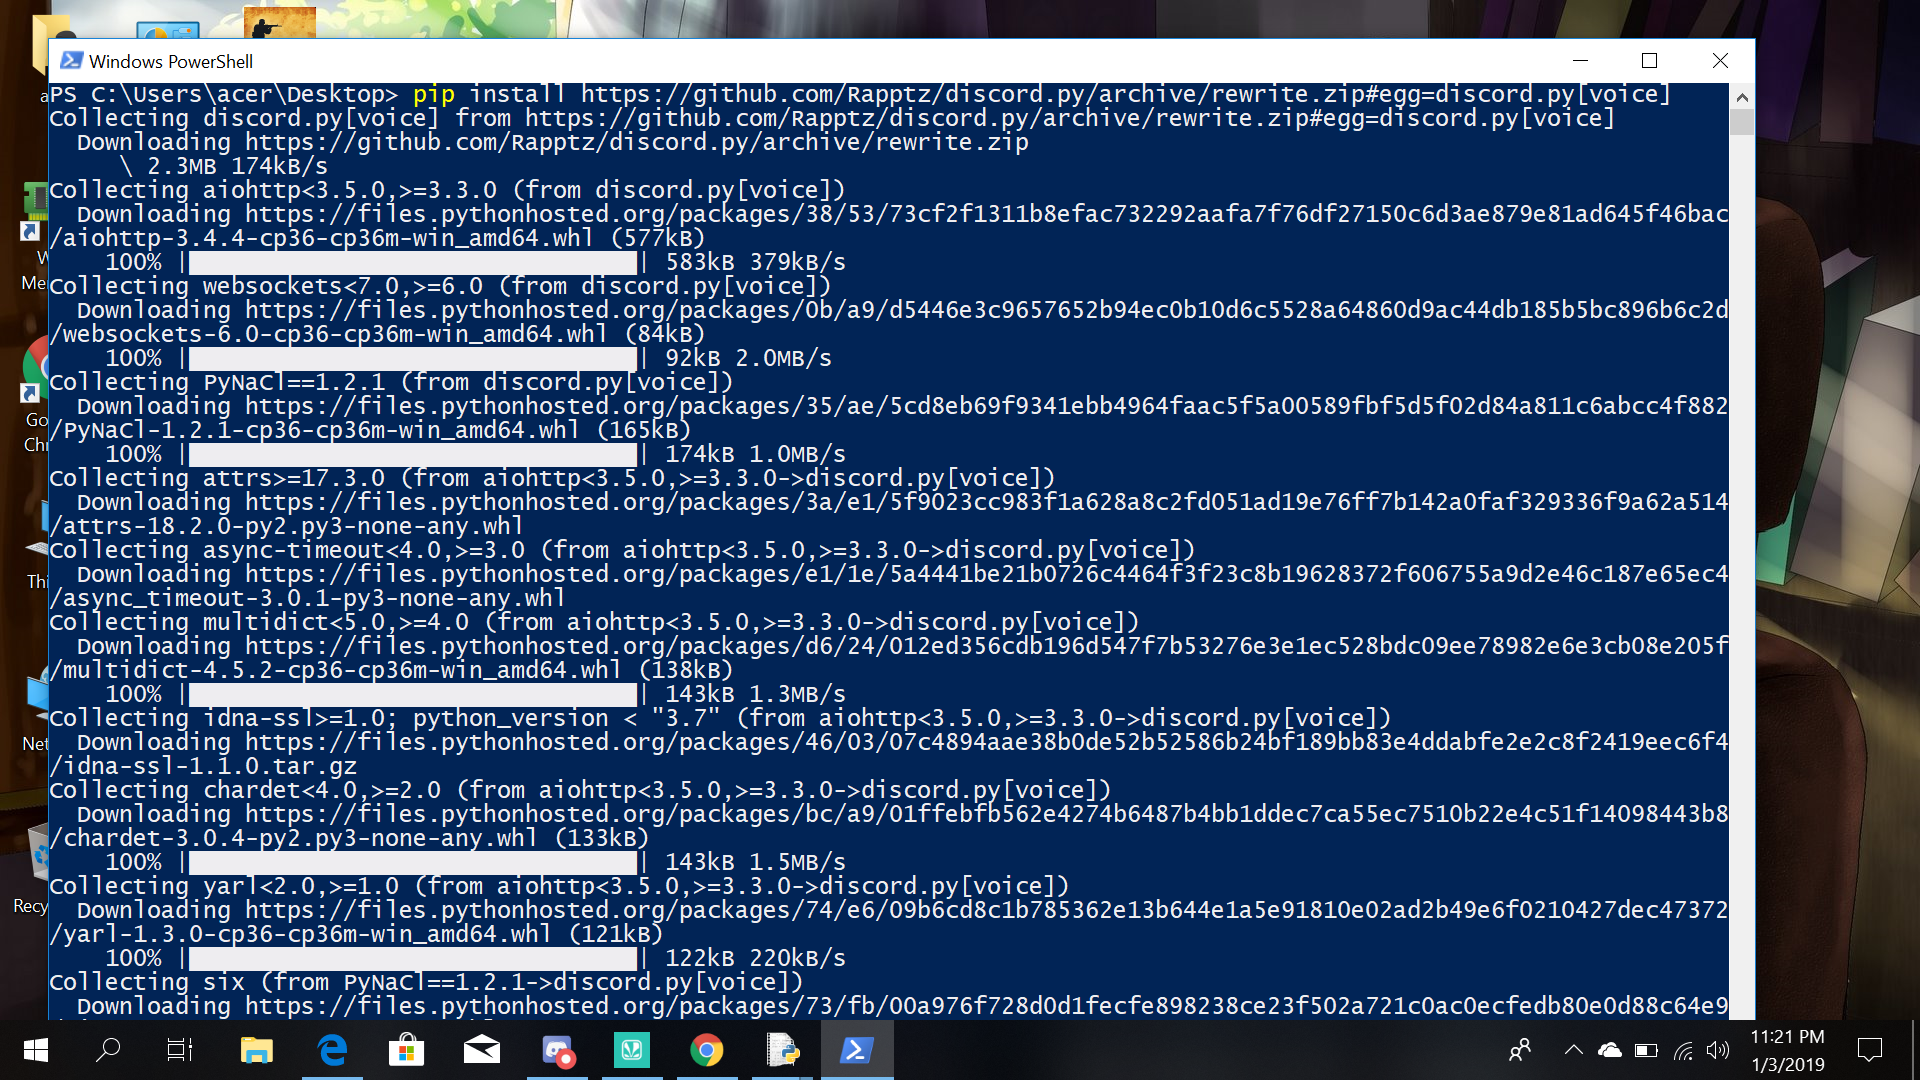 Windows PowerShell
PS C:\Users\acer\Desktop> pip install https://github.com/Rapptz/discord.py/archive/rewrite.zip#egg=discord.py[voice]
Collecting discord.py[voice] from https://github.com/Rapptz/discord.py/archive/rewrite.zip#egg=discord.py[voice]
  Downloading https://github.com/Rapptz/discord.py/archive/rewrite.zip
     \ 2.3MB 174kB/s
Collecting aiohttp<3.5.0,>=3.3.0 (from discord.py[voice])
  Downloading https://files.pythonhosted.org/packages/38/53/73cf2f1311b8efac732292aafa7f76df27150c6d3ae879e81ad645f46bac
/aiohttp-3.4.4-cp36-cp36m-win_amd64.whl (577kB)
    100% |████████████████████████████████| 583kB 379kB/s
Collecting websockets<7.0,>=6.0 (from discord.py[voice])
  Downloading https://files.pythonhosted.org/packages/0b/a9/d5446e3c9657652b94ec0b10d6c5528a64860d9ac44db185b5bc896b6c2d
/websockets-6.0-cp36-cp36m-win_amd64.whl (84kB)
    100% |████████████████████████████████| 92kB 2.0MB/s
Collecting PyNaCl==1.2.1 (from discord.py[voice])
  Downloading https://files.pythonhosted.org/packages/35/ae/5cd8eb69f9341ebb4964faac5f5a00589fbf5d5f02d84a811c6abcc4f882
/PyNaCl-1.2.1-cp36-cp36m-win_amd64.whl (165kB)
    100% |████████████████████████████████| 174kB 1.0MB/s
Collecting attrs>=17.3.0 (from aiohttp<3.5.0,>=3.3.0->discord.py[voice])
  Downloading https://files.pythonhosted.org/packages/3a/e1/5f9023cc983f1a628a8c2fd051ad19e76ff7b142a0faf329336f9a62a514
/attrs-18.2.0-py2.py3-none-any.whl
Collecting async-timeout<4.0,>=3.0 (from aiohttp<3.5.0,>=3.3.0->discord.py[voice])
  Downloading https://files.pythonhosted.org/packages/e1/1e/5a4441be21b0726c4464f3f23c8b19628372f606755a9d2e46c187e65ec4
/async_timeout-3.0.1-py3-none-any.whl
Collecting multidict<5.0,>=4.0 (from aiohttp<3.5.0,>=3.3.0->discord.py[voice])
  Downloading https://files.pythonhosted.org/packages/d6/24/012ed356cdb196d547f7b53276e3e1ec528bdc09ee78982e6e3cb08e205f
/multidict-4.5.2-cp36-cp36m-win_amd64.whl (138kB)
    100% |████████████████████████████████| 143kB 1.3MB/s
Collecting idna-ssl>=1.0; python_version < "3.7" (from aiohttp<3.5.0,>=3.3.0->discord.py[voice])
  Downloading https://files.pythonhosted.org/packages/46/03/07c4894aae38b0de52b52586b24bf189bb83e4ddabfe2e2c8f2419eec6f4
/idna-ssl-1.1.0.tar.gz
Collecting chardet<4.0,>=2.0 (from aiohttp<3.5.0,>=3.3.0->discord.py[voice])
  Downloading https://files.pythonhosted.org/packages/bc/a9/01ffebfb562e4274b6487b4bb1ddec7ca55ec7510b22e4c51f14098443b8
/chardet-3.0.4-py2.py3-none-any.whl (133kB)
    100% |████████████████████████████████| 143kB 1.5MB/s
Collecting yarl<2.0,>=1.0 (from aiohttp<3.5.0,>=3.3.0->discord.py[voice])
  Downloading https://files.pythonhosted.org/packages/74/e6/09b6cd8c1b785362e13b644e1a5e91810e02ad2b49e6f0210427dec47372
/yarl-1.3.0-cp36-cp36m-win_amd64.whl (121kB)
    100% |████████████████████████████████| 122kB 220kB/s
Collecting six (from PyNaCl==1.2.1->discord.py[voice])
  Downloading https://files.pythonhosted.org/packages/73/fb/00a976f728d0d1fecfe898238ce23f502a721c0ac0ecfedb80e0d88c64e9
a
W
Me
Go
Chr
Thi
Net
Recy
11:21 PM
1/3/2019